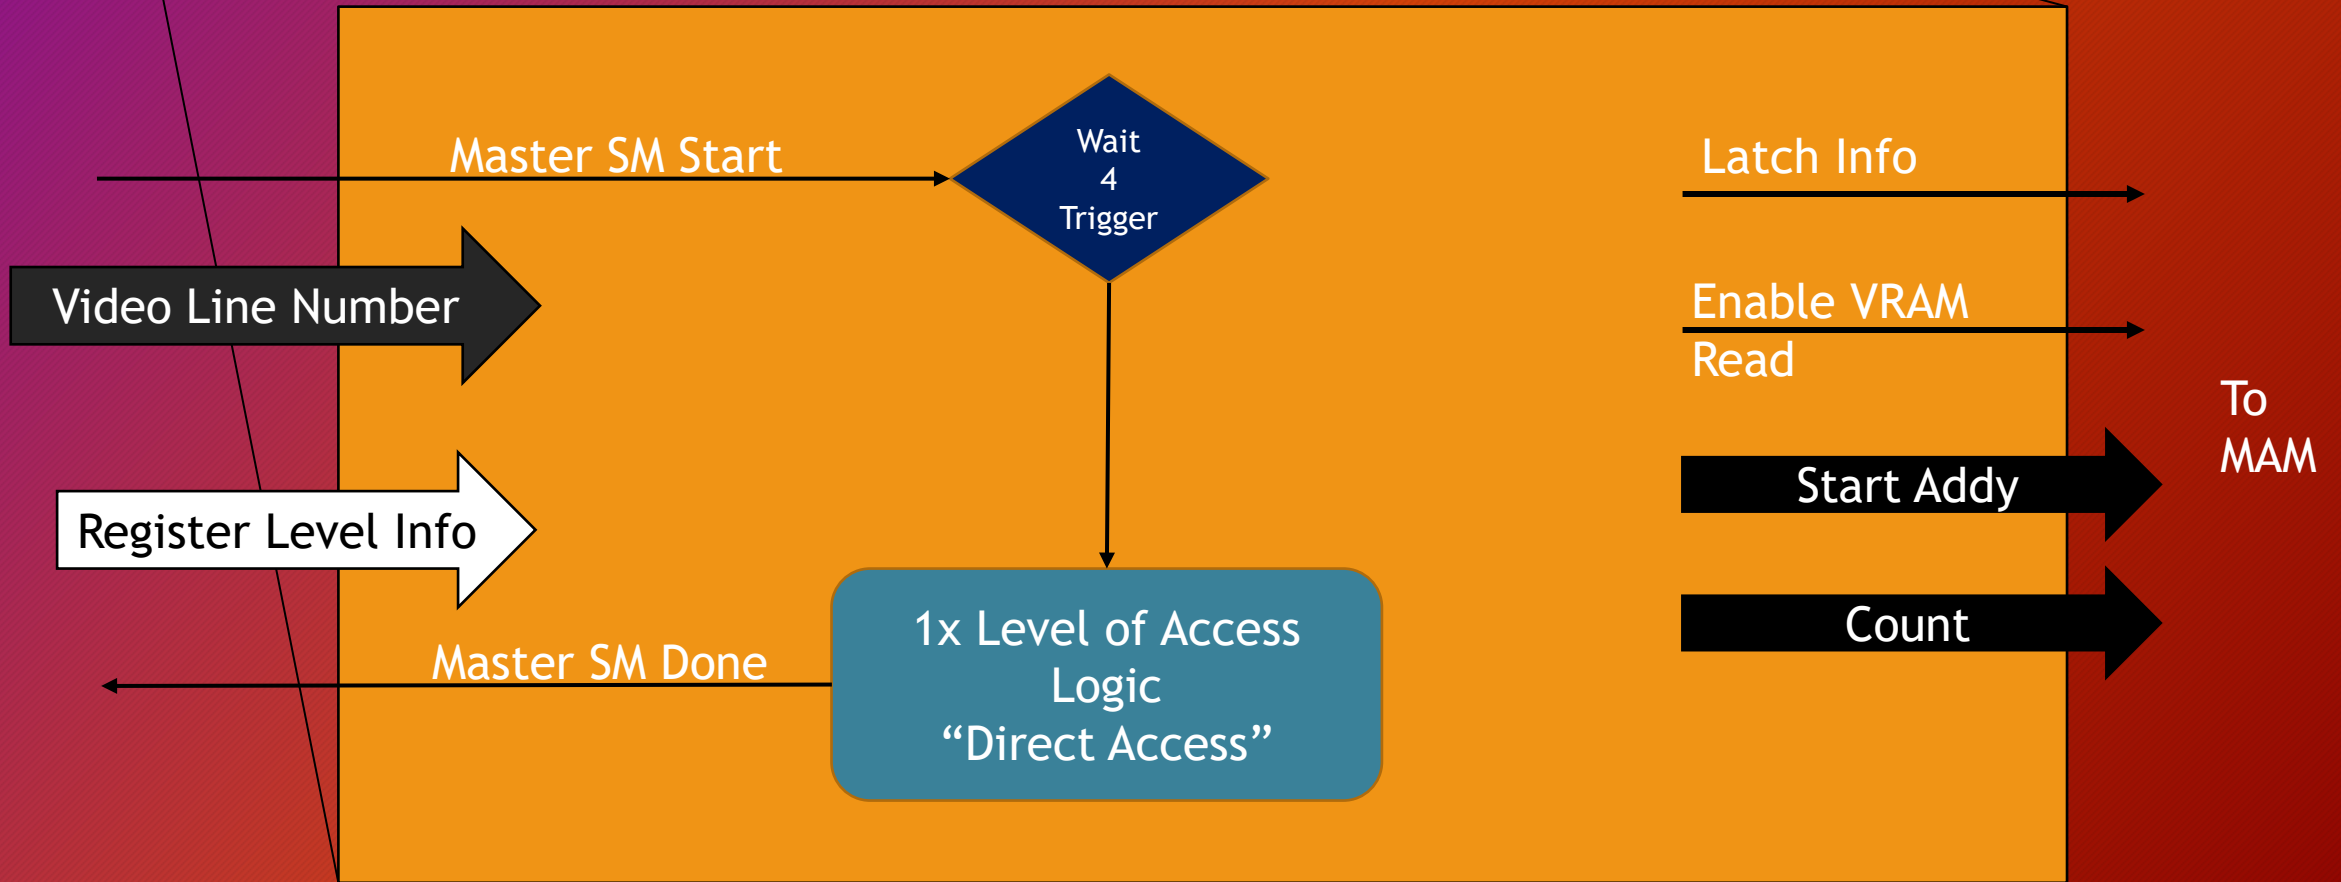 Master SM Start
Wait
4
Trigger
Latch Info
Video Line Number
Enable VRAM
Read
To
MAM
Start Addy
Register Level Info
Count
1x Level of Access
Logic
“Direct Access”
Master SM Done